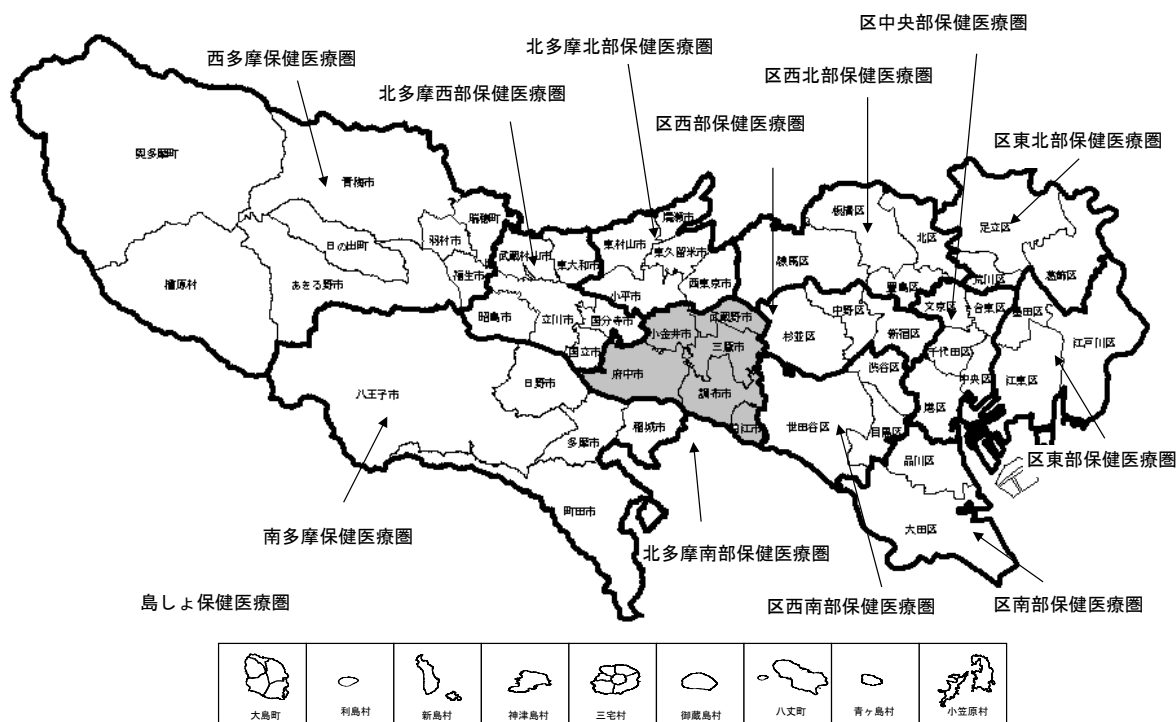 区中央部保健医療圏
北多摩北部保健医療圏
西多摩保健医療圏
区西北部保健医療圏
北多摩西部保健医療圏
区西部保健医療圏
区東北部保健医療圏
奥多摩町
青梅市
瑞穂町
羽村市
日の出町
福生市
あきる野市
檜原村
武蔵村山市
東大和市
東村山市
清瀬市
東久留米市
西東京市
小平市
昭島市
立川市
国分寺市
国立市
小金井市
武蔵野市
三鷹市
府中市
調布市
狛江市
八王子市
日野市
多摩市
稲城市
町田市
板橋区
北区
練馬区
豊島区
足立区
荒川区
葛飾区
中野区
杉並区
新宿区
文京区
台東区
墨田区
江戸川区
千代田区
渋谷区
中央区
江東区
港区
世田谷区
目黒区
品川区
大田区
区東部保健医療圏
南多摩保健医療圏
北多摩南部保健医療圏
島しょ保健医療圏
区西南部保健医療圏
区南部保健医療圏
大島町
利島村
新島村
神津島村
三宅村
御蔵島村
八丈町
青ヶ島村
小笠原村